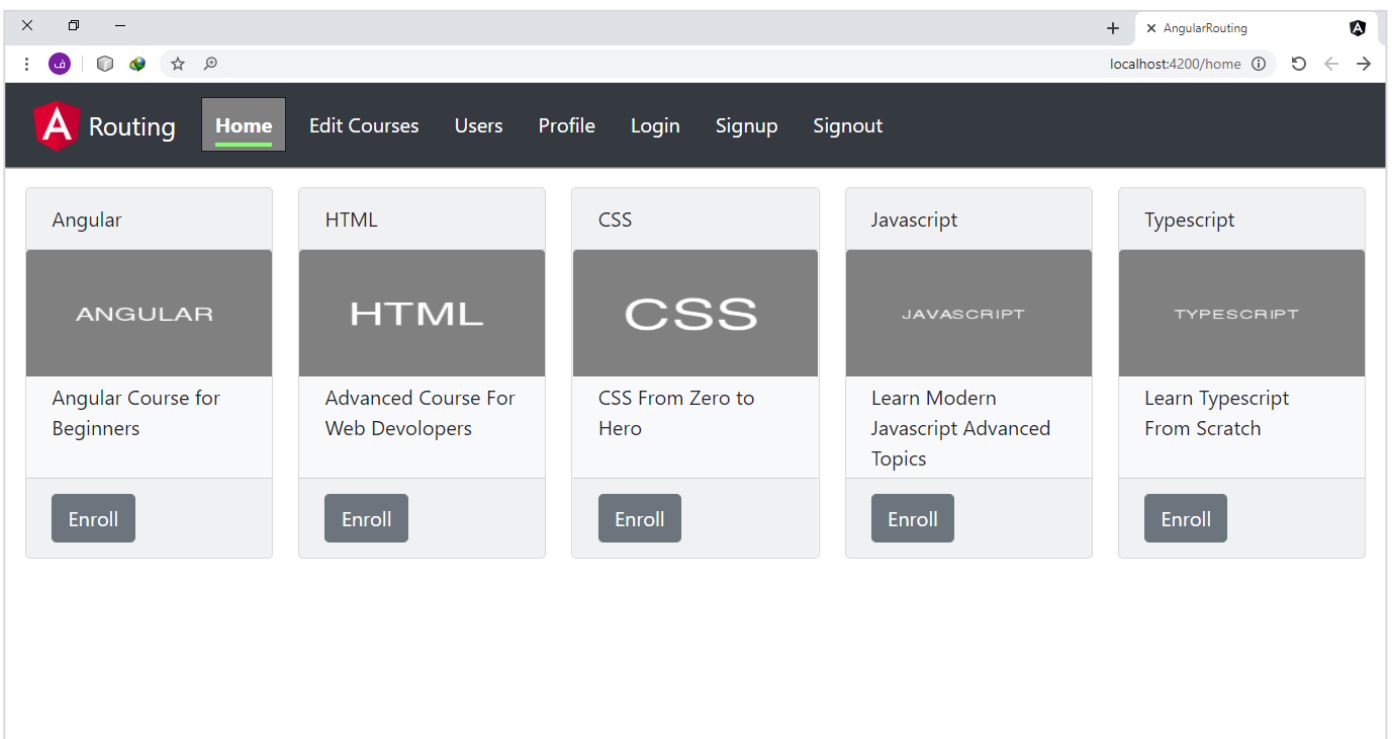 AngularRouting
localhost:4200/home
ف
A Routing Home Edit Courses Users Profile Login Signup Signout
Angular
ANGULAR
Angular Course for
Beginners
Enroll
HTML
HTML
Advanced Course For
Web Devolopers
Enroll
CSS
CSS
CSS From Zero to
Hero
Enroll
Javascript
JAVASCRIPT
Learn Modern
Javascript Advanced
Topics
Enroll
Typescript
TYPESCRIPT
Learn Typescript
From Scratch
Enroll